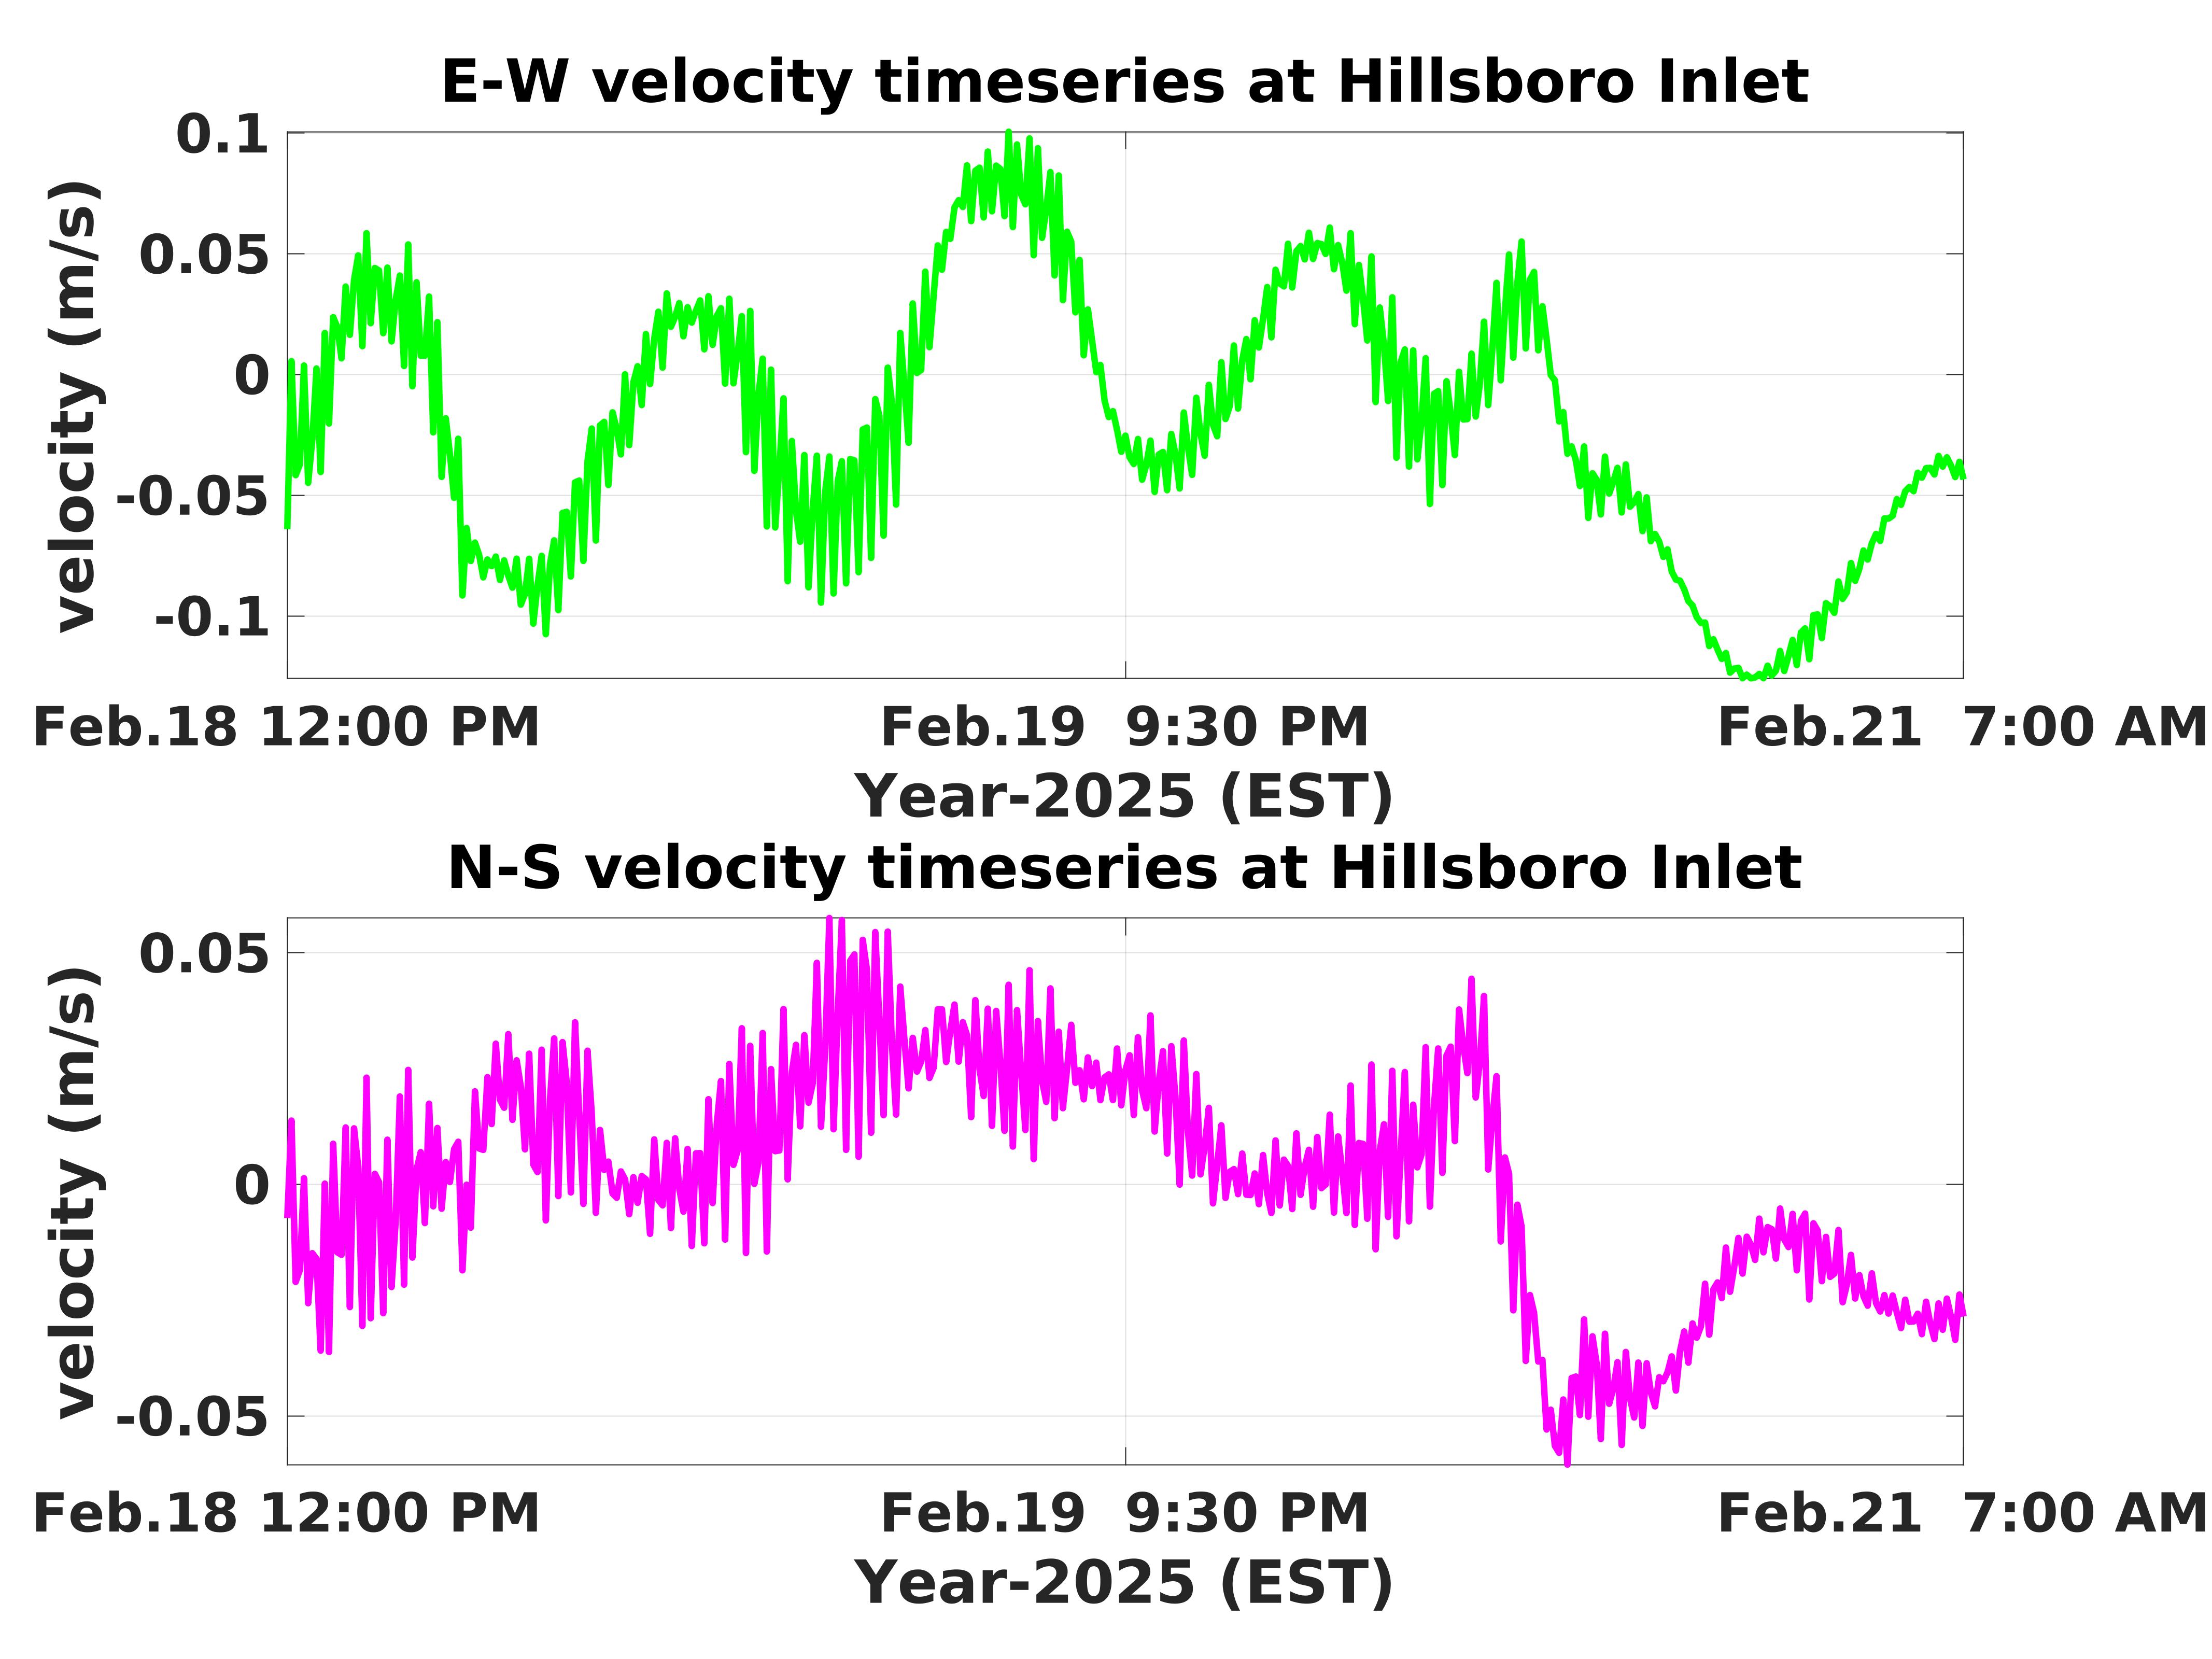 E-W velocity timeseries at Hillsboro Inlet
velocity (m/s)
0.1
0.05
0
-0.05
-0.1
Feb.18 12:00 PM
Feb.19  9:30 PM
Feb.21  7:00 AM
Year-2025 (EST)
N-S velocity timeseries at Hillsboro Inlet
velocity (m/s)
0.05
0
-0.05
Feb.18 12:00 PM
Feb.19  9:30 PM
Feb.21  7:00 AM
Year-2025 (EST)